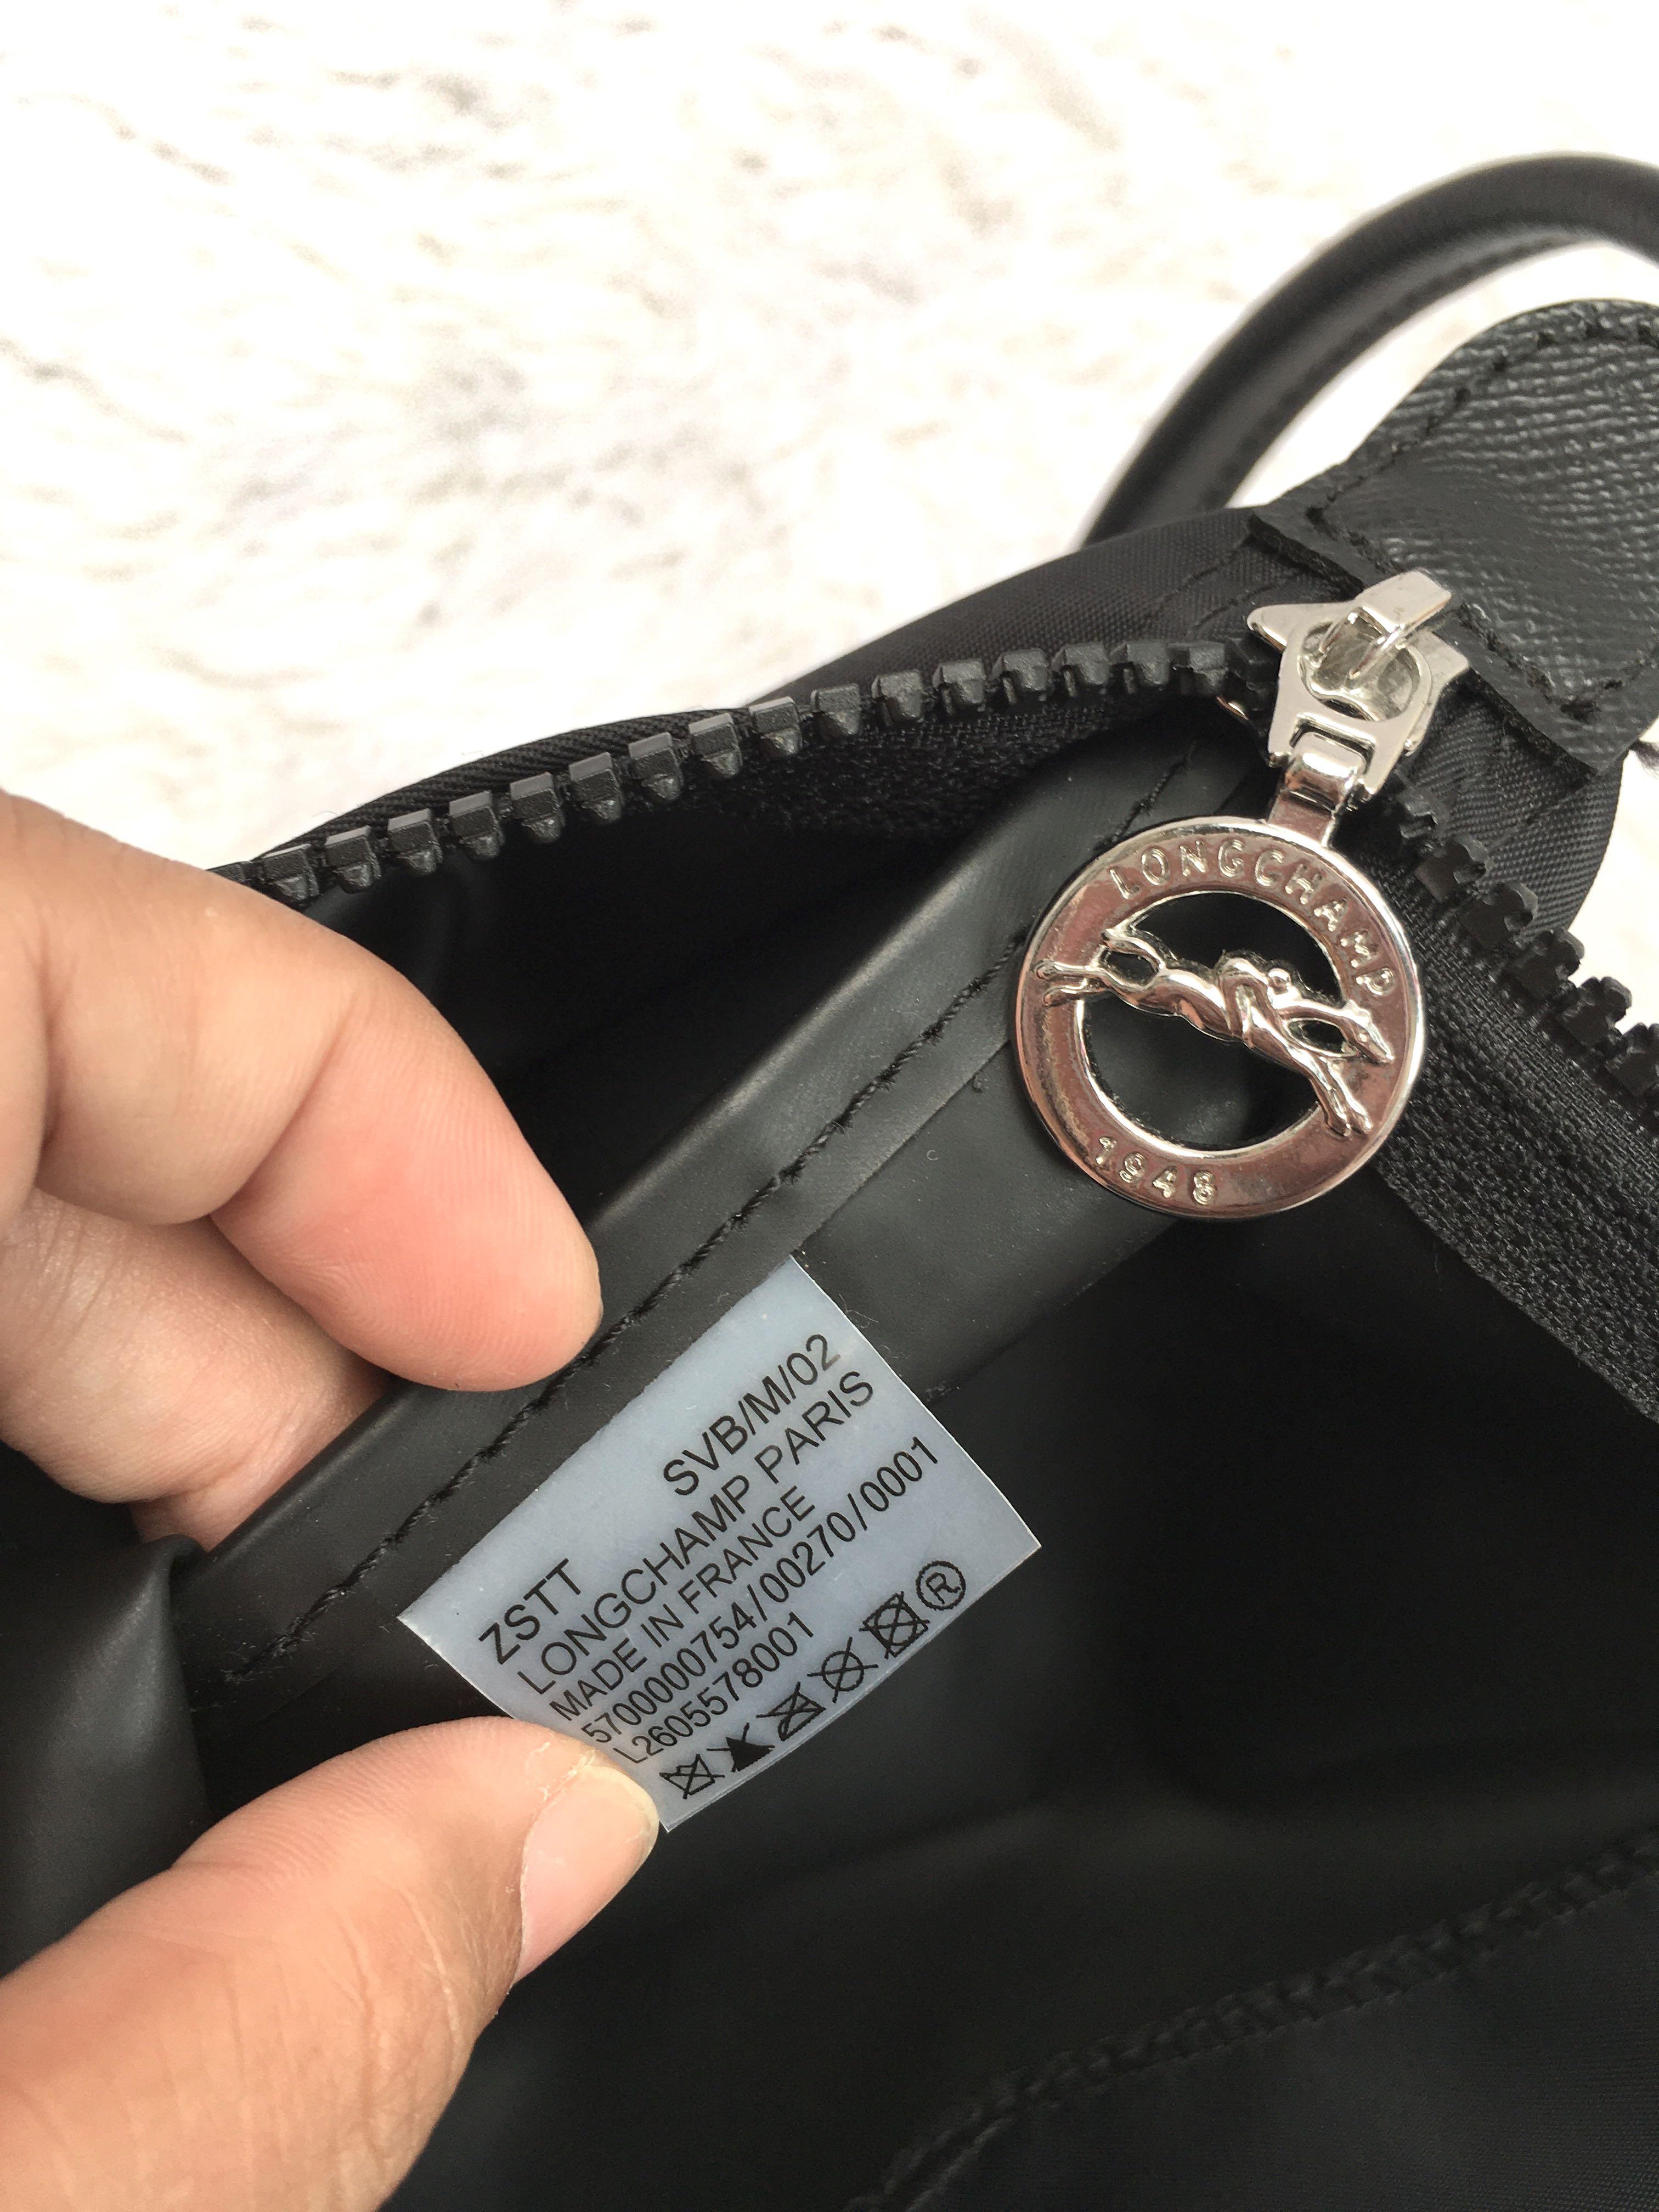 LONGCHAMP
1948
ZSTT SVB/M/02
LONGCHAMP PARIS
MADE IN FRANCE
5700000754/00270/0001
L2605578001
Ⓡ